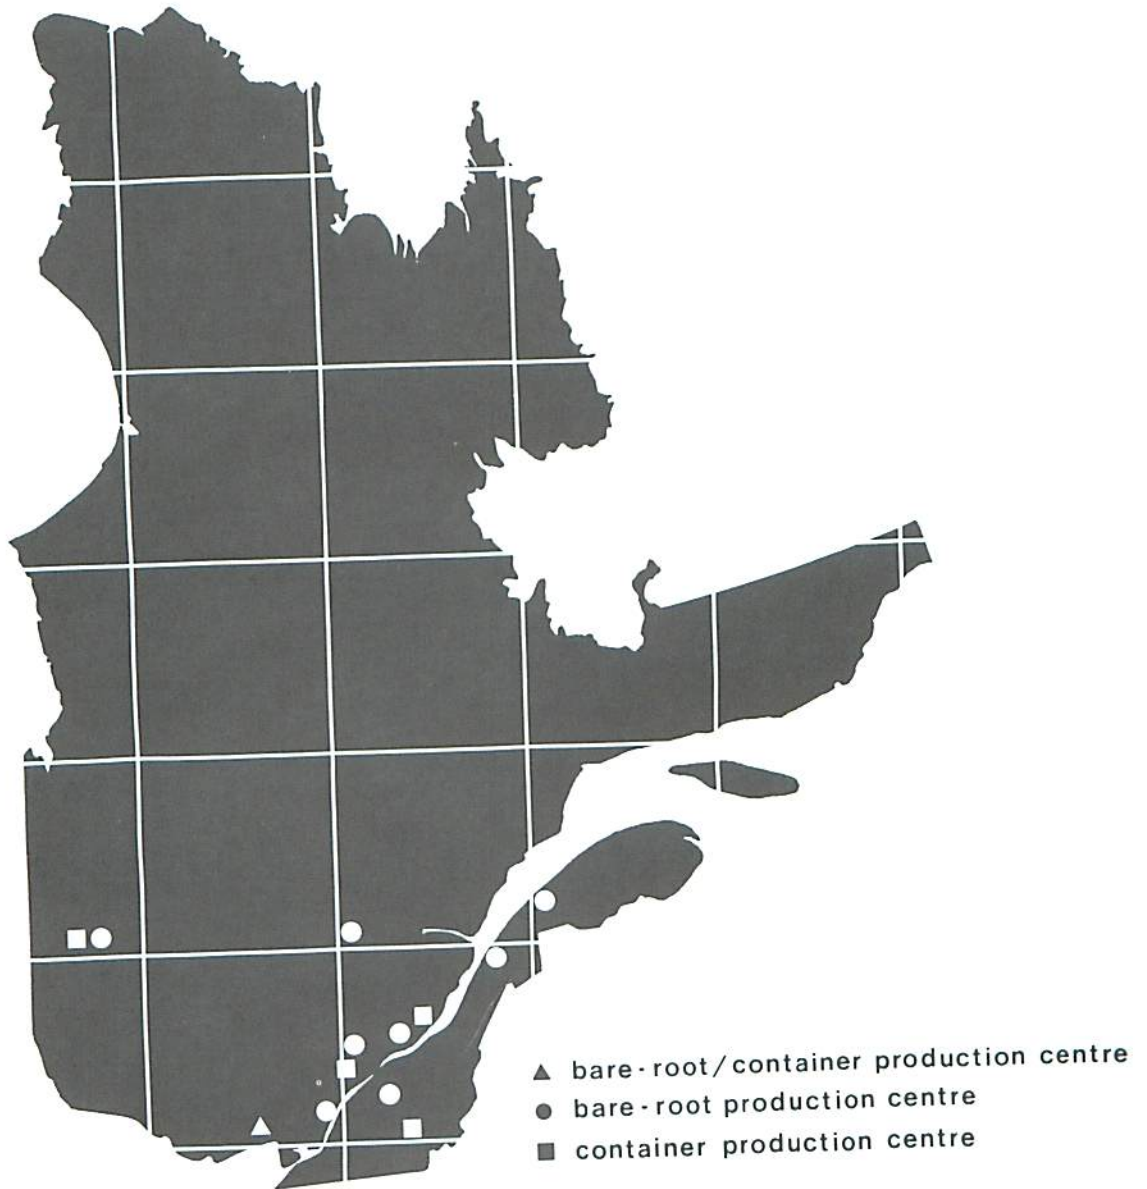 bare-root/container production centre
bare-root production centre
container production centre